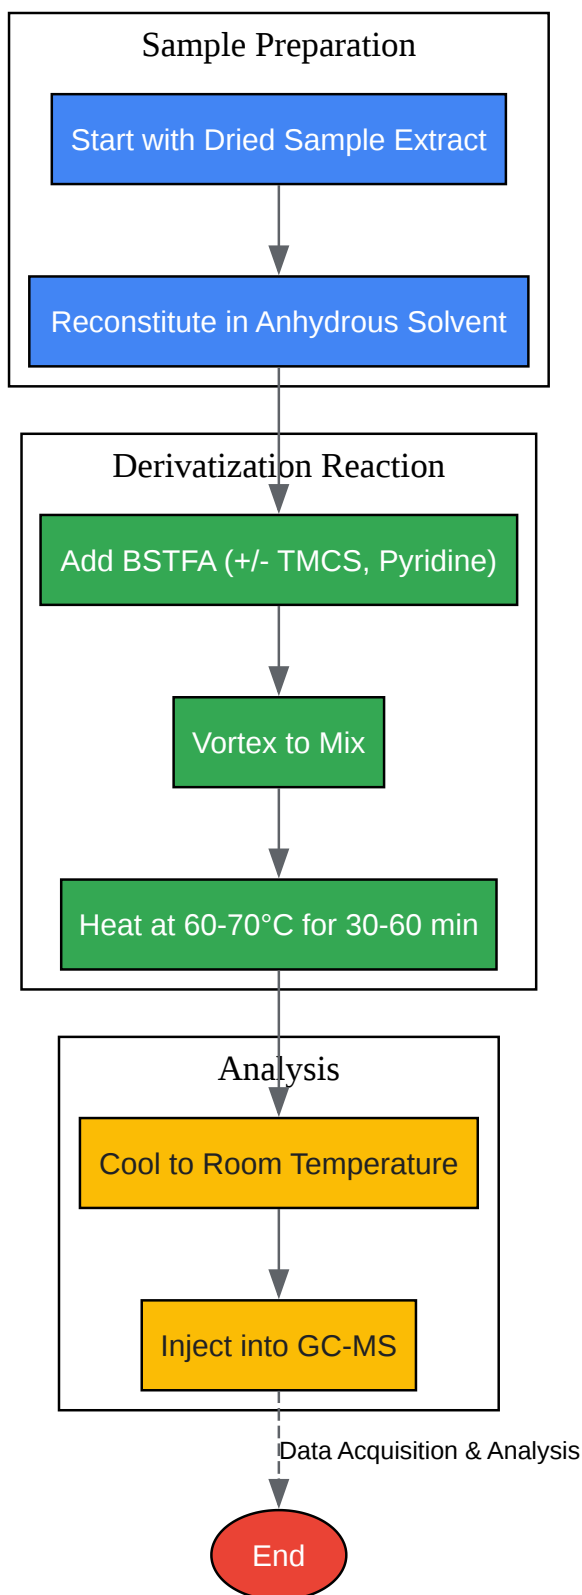 Sample Preparation
Start with Dried Sample Extract
Reconstitute in Anhydrous Solvent
Derivatization Reaction
Add BSTFA (+/- TMCS, Pyridine)
Vortex to Mix
Heat at 60-70°C for 30-60 min
Analysis
Cool to Room Temperature
Inject into GC-MS
Data Acquisition & Analysis
End